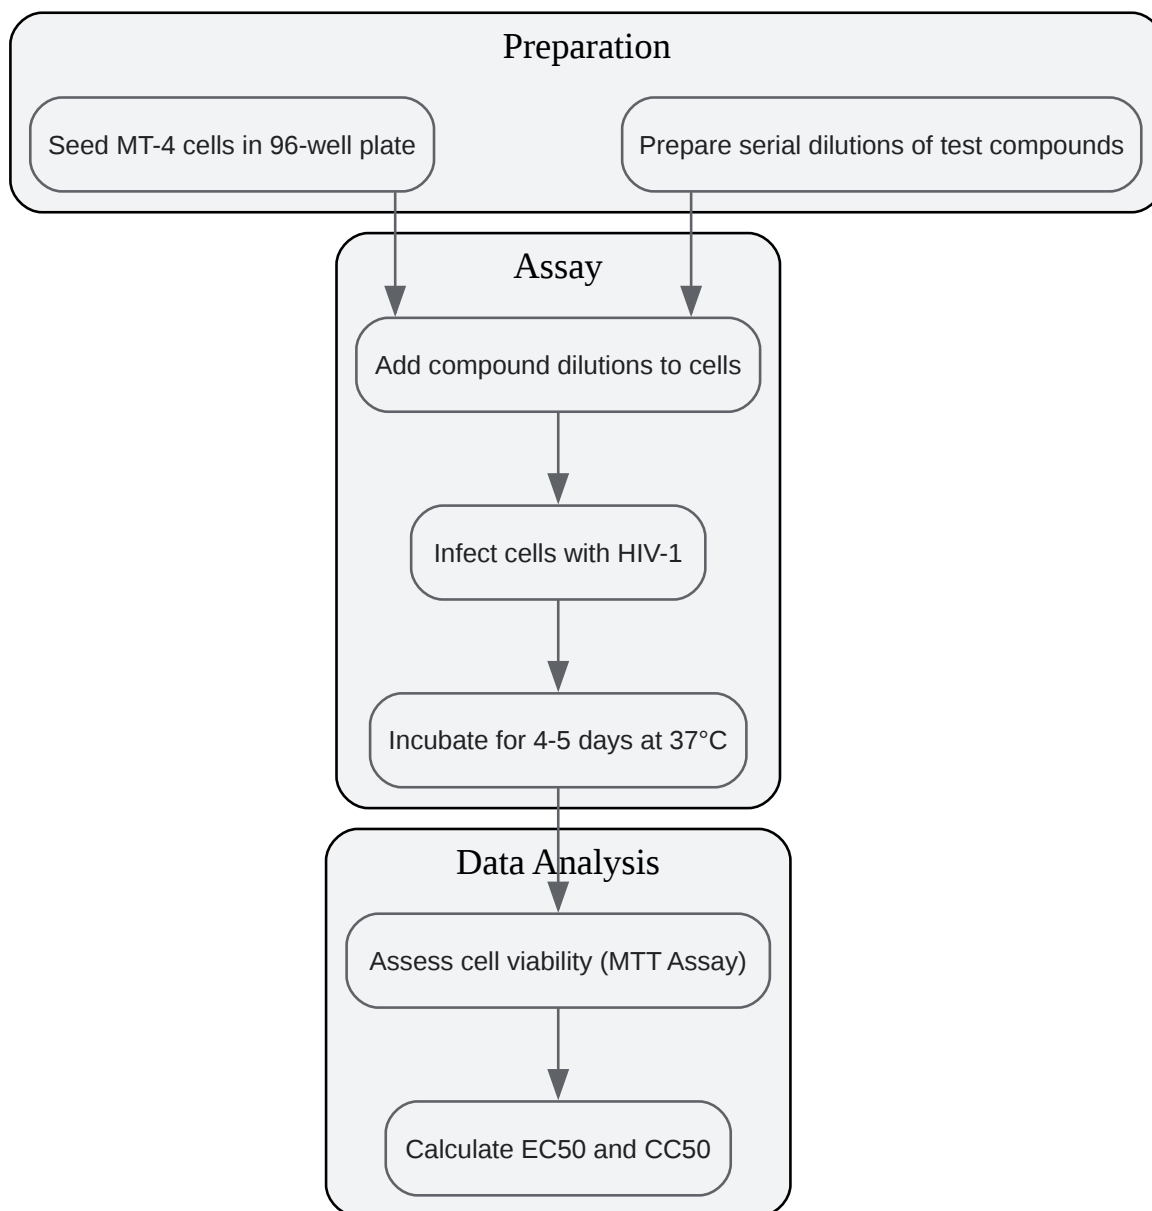 Preparation
Seed MT-4 cells in 96-well plate
Prepare serial dilutions of test compounds
Assay
Add compound dilutions to cells
Infect cells with HIV-1
Incubate for 4-5 days at 37°C
Data Analysis
Assess cell viability (MTT Assay)
Calculate EC50 and CC50